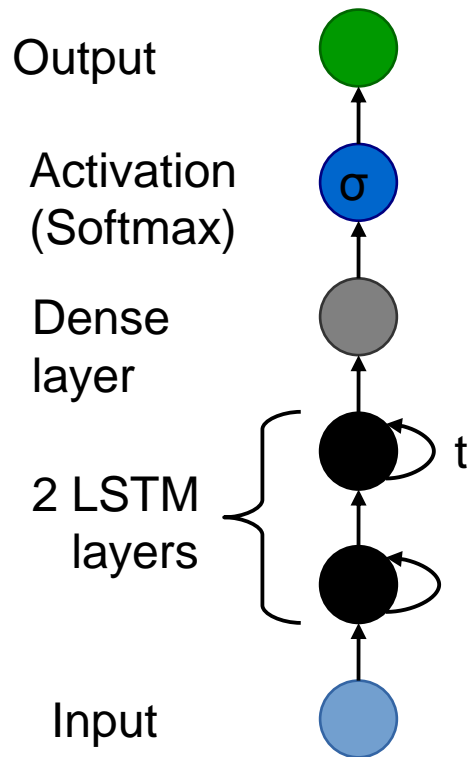 Output
Activation
(Softmax)
σ
Dense
layer
t
2 LSTM
layers
Input